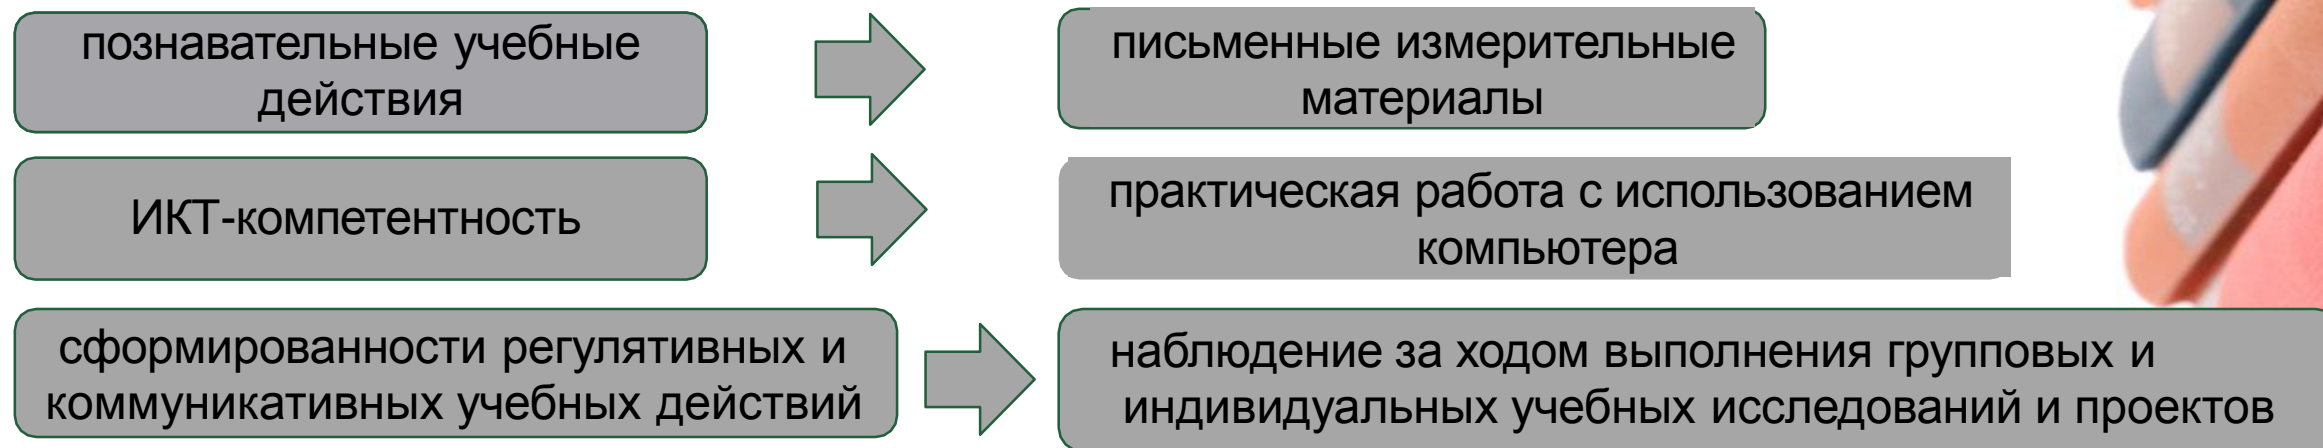 познавательные учебные
действия
письменные измерительные
материалы
ИКТ-компетентность
практическая работа с использованием
компьютера
сформированности регулятивных и
коммуникативных учебных действий
наблюдение за ходом выполнения групповых и
индивидуальных учебных исследований и проектов